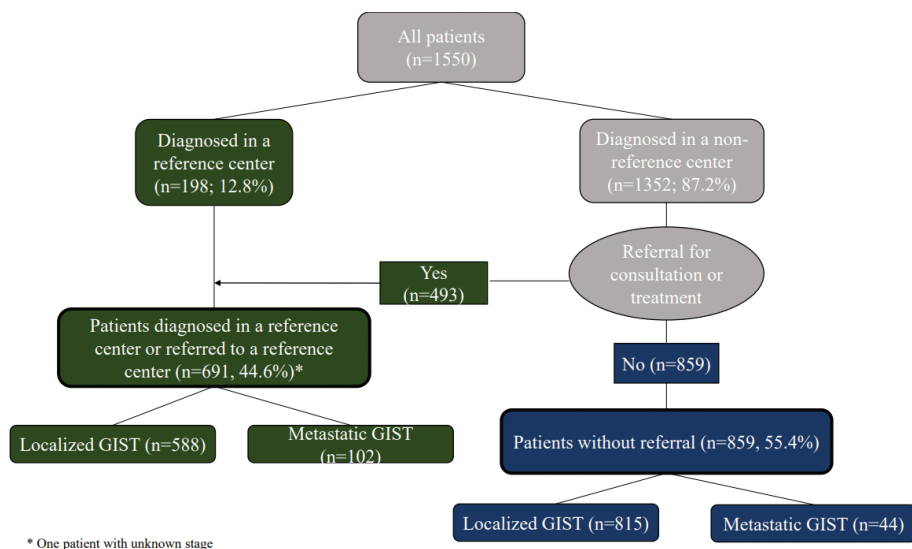 All patients
(n=1550)
Diagnosed in a
reference center
(n=198; 12.8%)
Diagnosed in a non-
reference center
(n=1352; 87.2%)
Referral for
consultation or
treatment
Yes
(n=493)
Patients diagnosed in a reference
center or referred to a reference
center (n=691, 44.6%)*
No (n=859)
Localized GIST (n=588)
Metastatic GIST
(n=102)
Patients without referral (n=859, 55.4%)
Localized GIST (n=815)
Metastatic GIST (n=44)
* One patient with unknown stage